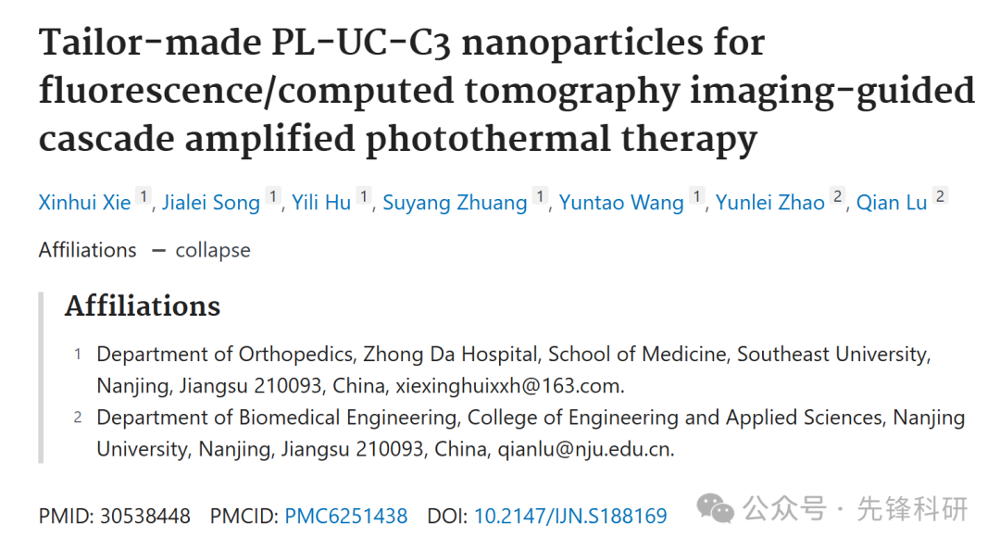 Tailor-made PL-UC-C3 nanoparticles for
fluorescence/computed tomography imaging-guided
cascade amplified photothermal therapy
Xinhui Xie 1, Jialei Song 1, Yili Hu 1, Suyang Zhuang 1, Yuntao Wang 1, Yunlei Zhao 2, Qian Lu 2
Affiliations — collapse
Affiliations
1 Department of Orthopedics, Zhong Da Hospital, School of Medicine, Southeast University,
Nanjing, Jiangsu 210093, China, xiexinghuixxh@163.com.
2 Department of Biomedical Engineering, College of Engineering and Applied Sciences, Nanjing
University, Nanjing, Jiangsu 210093, China, qianlu@nju.edu.cn.
PMID: 30538448 PMCID: PMC6251438 DOI: 10.2147/IJN.S188169
公众号 · 先锋科研